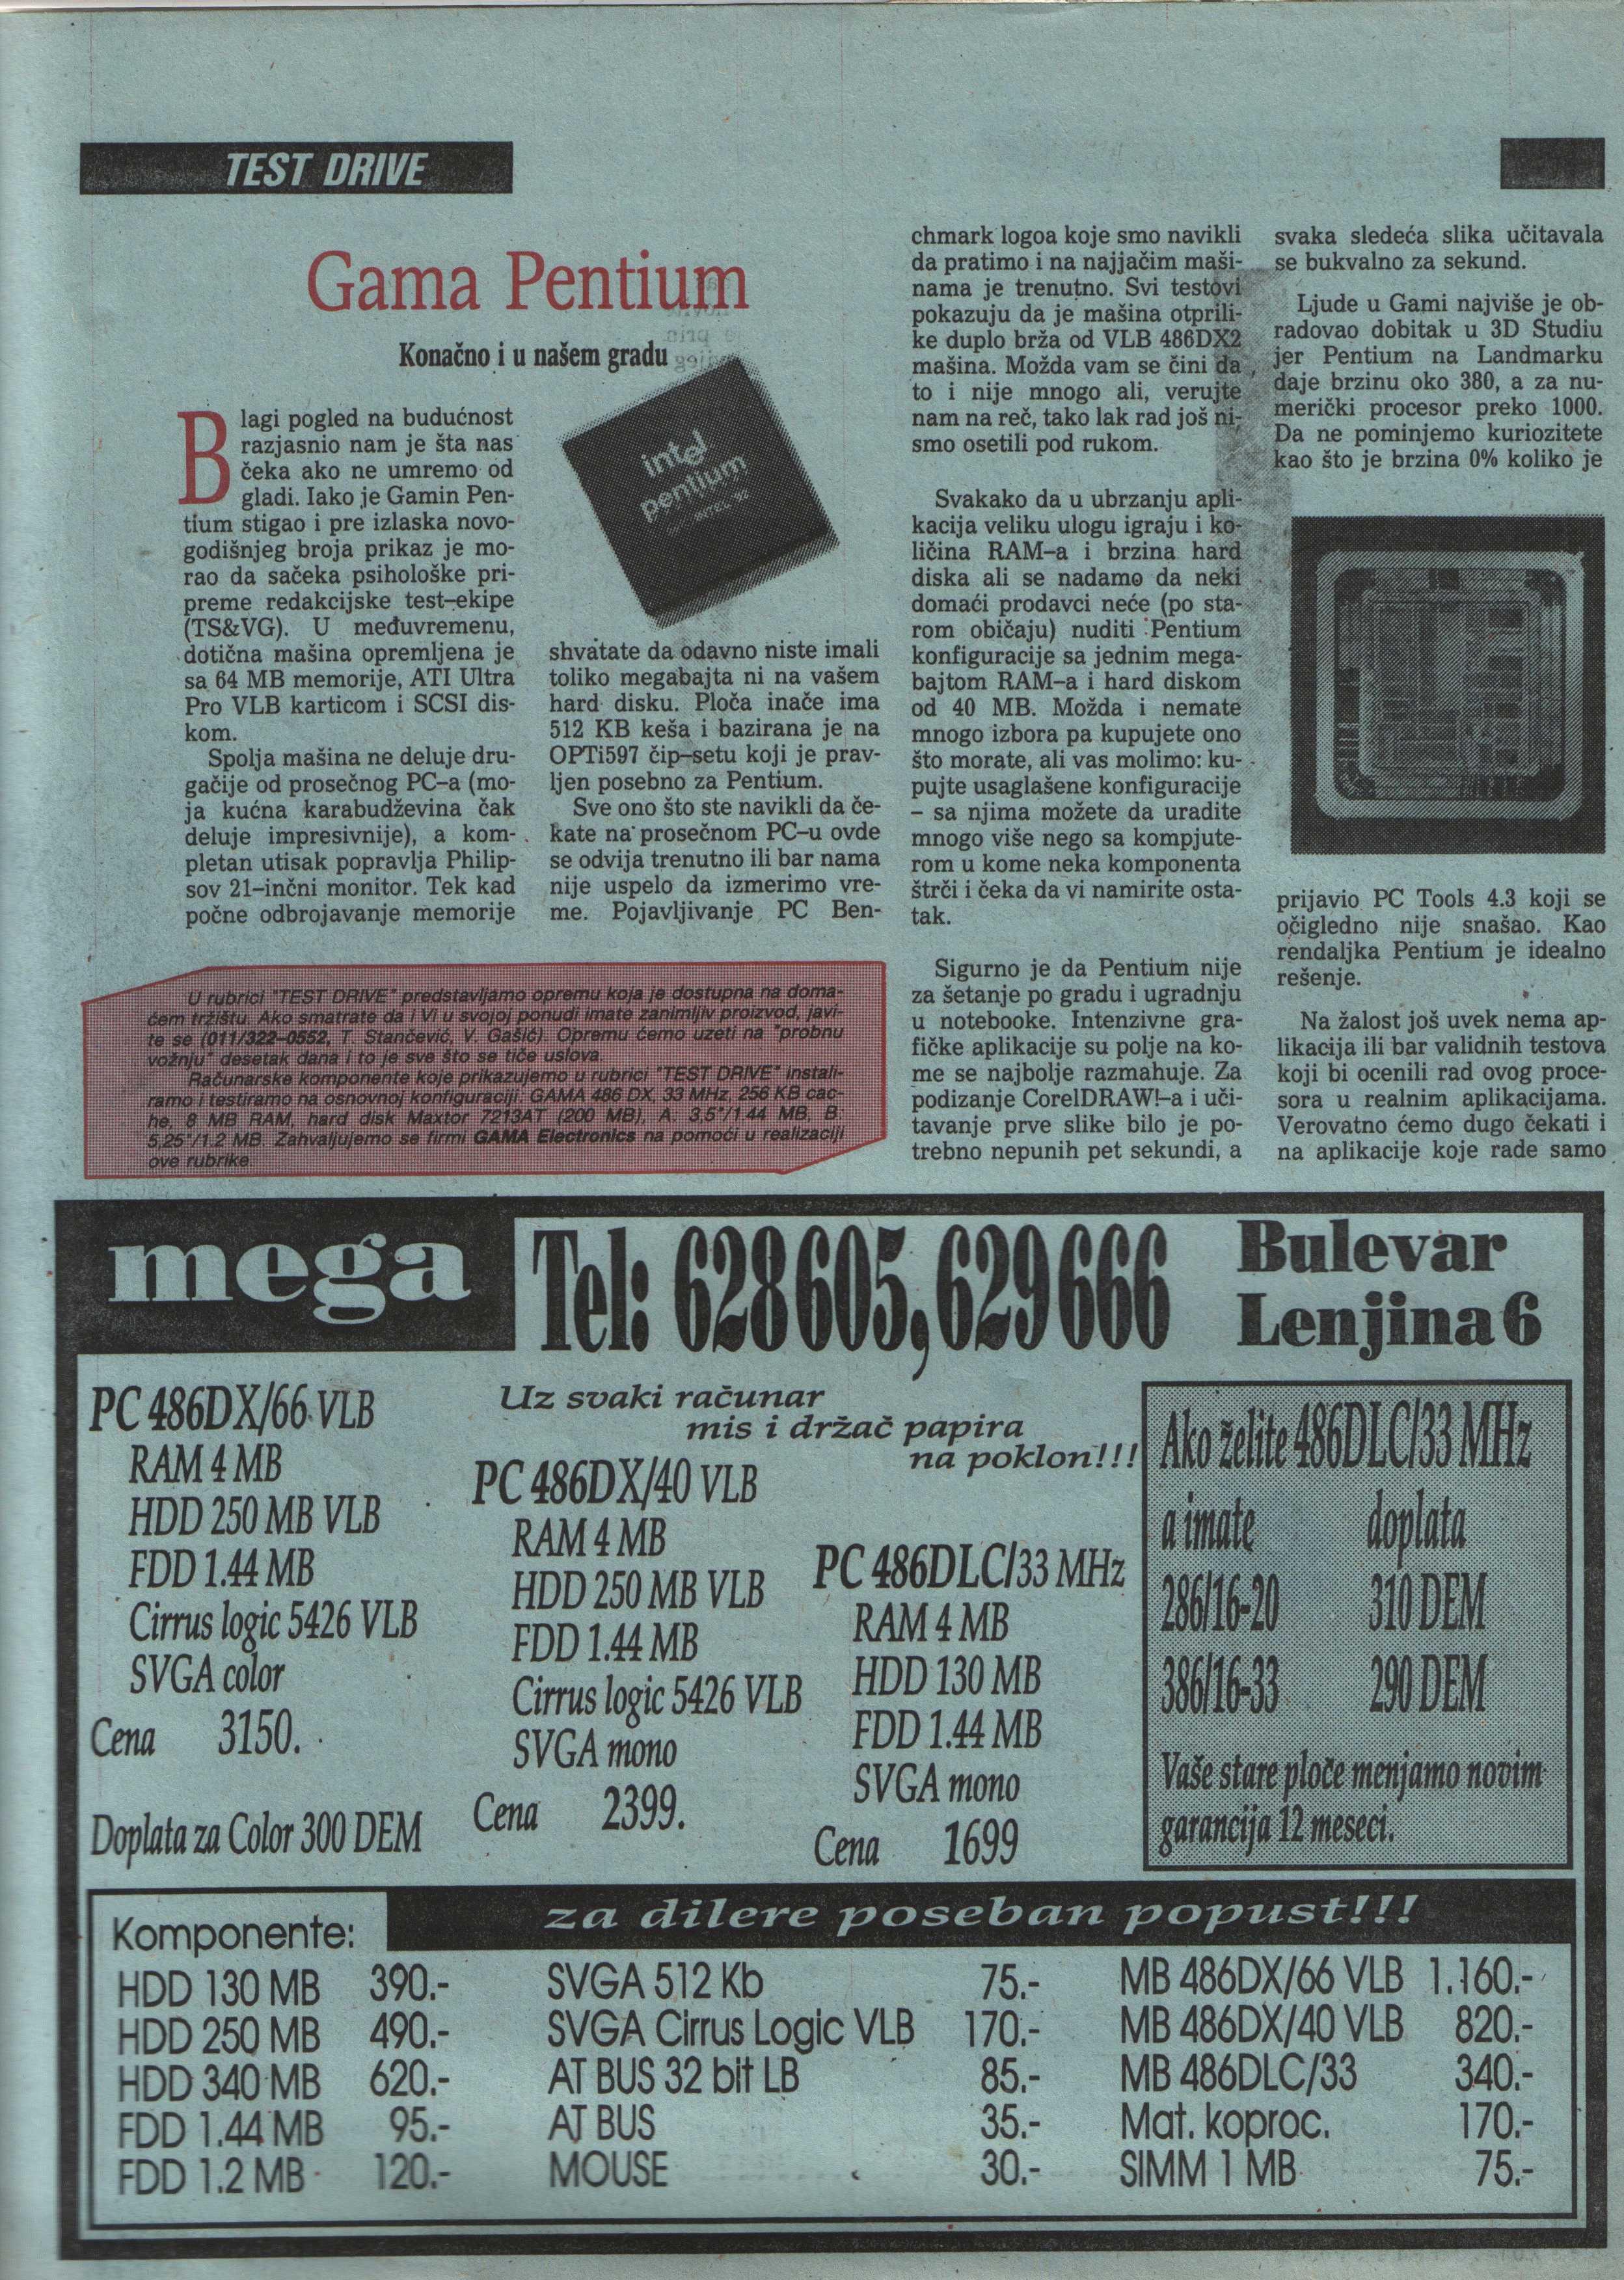 TEST DRIVE
Gama Pentium
Konačno i u našem gradu
Blagi pogled na budućnost
razjasnio nam je šta nas
čeka ako ne umremo od
gladi. Iako je Gamin Pen-
tium stigao i pre izlaska novo-
godišnjeg broja prikaz je mo-
rao da sačeka psihološke pri-
preme redakcijske test–ekipe
(TS&VG). U međuvremenu,
dotična mašina opremljena je
sa 64 MB memorije, ATI Ultra
Pro VLB karticom i SCSI dis-
kom.
Spolja mašina ne deluje dru-
gačije od prosečnog PC–a (mo-
ja kućna karabudževina čak
deluje impresivnije), a kom-
pletan utisak popravlja Philip-
sov 21–inčni monitor. Tek kad
počne odbrojavanje memorije
intel
pentium
INTEL '92
shvatate da odavno niste imali
toliko megabajta ni na vašem
hard disku. Ploča inače ima
512 KB keša i bazirana je na
OPTi597 čip–setu koji je prav-
ljen posebno za Pentium.
Sve ono što ste navikli da če-
kate na prosečnom PC–u ovde
se odvija trenutno ili bar nama
nije uspelo da izmerimo vre-
me. Pojavljivanje PC Ben-
chmark logoa koje smo navikli
da pratimo i na najjačim maši-
nama je trenutno. Svi testovi
pokazuju da je mašina otprili-
ke duplo brža od VLB 486DX2
mašina. Možda vam se čini da
to i nije mnogo ali, verujte
nam na reč, tako lak rad još ni-
smo osetili pod rukom.
Svakako da u ubrzanju apli-
kacija veliku ulogu igraju i ko-
ličina RAM–a i brzina hard
diska ali se nadamo da neki
domaći prodavci neće (po sta-
rom običaju) nuditi Pentium
konfiguracije sa jednim mega-
bajtom RAM–a i hard diskom
od 40 MB. Možda i nemate
mnogo izbora pa kupujete ono
što morate, ali vas molimo: ku-
pujte usaglašene konfiguracije
– sa njima možete da uradite
mnogo više nego sa kompjute-
rom u kome neka komponenta
štrči i čeka da vi namirite osta-
tak.
Sigurno je da Pentium nije
za šetanje po gradu i ugradnju
u notebooke. Intenzivne gra-
fičke aplikacije su polje na ko-
me se najbolje razmahuje. Za
podizanje CorelDRAW!–a i uči-
tavanje prve slike bilo je po-
trebno nepunih pet sekundi, a
svaka sledeća slika učitavala
se bukvalno za sekund.
Ljude u Gami najviše je ob-
radovao dobitak u 3D Studiu
jer Pentium na Landmarku
daje brzinu oko 380, a za nu-
merički procesor preko 1000.
Da ne pominjemo kuriozitete
kao što je brzina 0% koliko je
prijavio PC Tools 4.3 koji se
očigledno nije snašao. Kao
rendaljka Pentium je idealno
rešenje.
Na žalost još uvek nema ap-
likacija ili bar validnih testova
koji bi ocenili rad ovog proce-
sora u realnim aplikacijama.
Verovatno ćemo dugo čekati i
na aplikacije koje rade samo
U rubrici "TEST DRIVE" predstavljamo opremu koja je dostupna na doma-
ćem tržištu. Ako smatrate da i Vi u svojoj ponudi imate zanimljiv proizvod, javi-
te se (011/322–0552, T. Stančević, V. Gašić). Opremu ćemo uzeti na "probnu
vožnju" desetak dana i to je sve što se tiče uslova.
Računarske komponente koje prikazujemo u rubrici "TEST DRIVE" instali-
ramo i testiramo na osnovnoj konfiguraciji: GAMA 486 DX, 33 MHz, 256 KB cac-
he, 8 MB RAM, hard disk Maxtor 7213AT (200 MB), A: 3,5"/1.44 MB, B:
5,25"/1.2 MB. Zahvaljujemo se firmi GAMA Electronics na pomoći u realizaciji
ove rubrike.
mega
Tel: 628 605, 629 666
Bulevar
Lenjina 6
PC 486DX/66 VLB
RAM 4 MB
HDD 250 MB VLB
FDD 1.44 MB
Cirrus logic 5426 VLB
SVGA color
Cena 3150.
Doplata za Color 300 DEM
Uz svaki računar
mis i držač papira
na poklon!!!
PC 486DX/40 VLB
RAM 4 MB
HDD 250 MB VLB
FDD 1.44 MB
Cirrus logic 5426 VLB
SVGA mono
Cena 2399.
PC 486DLC/33 MHz
RAM 4 MB
HDD 130 MB
FDD 1.44 MB
SVGA mono
Cena 1699
Ako želite 486DLC/33 MHz
a imate doplata
286/16-20 310 DEM
386/16-33 290 DEM
Vaše stare ploče menjamo novim
garancija 12 meseci.
za dilere poseban popust!!!
Komponente:
HDD 130 MB 390.-
HDD 250 MB 490.-
HDD 340 MB 620.-
FDD 1.44 MB 95.-
FDD 1.2 MB 120.-
SVGA 512 Kb 75.-
SVGA Cirrus Logic VLB 170.-
AT BUS 32 bit LB 85.-
AT BUS 35.-
MOUSE 30.-
MB 486DX/66 VLB 1.160.-
MB 486DX/40 VLB 820.-
MB 486DLC/33 340.-
Mat. koproc. 170.-
SIMM 1 MB 75.-